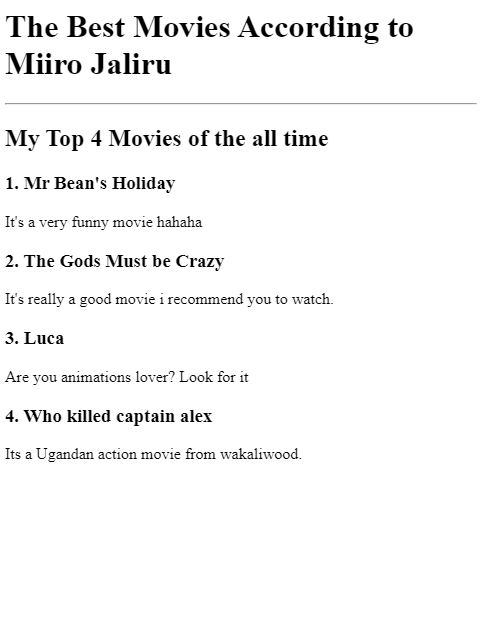 The Best Movies According to
Miiro Jaliru
My Top 4 Movies of the all time
1. Mr Bean's Holiday
It's a very funny movie hahaha
2. The Gods Must be Crazy
It's really a good movie i recommend you to watch.
3. Luca
Are you animations lover? Look for it
4. Who killed captain alex
Its a Ugandan action movie from wakaliwood.